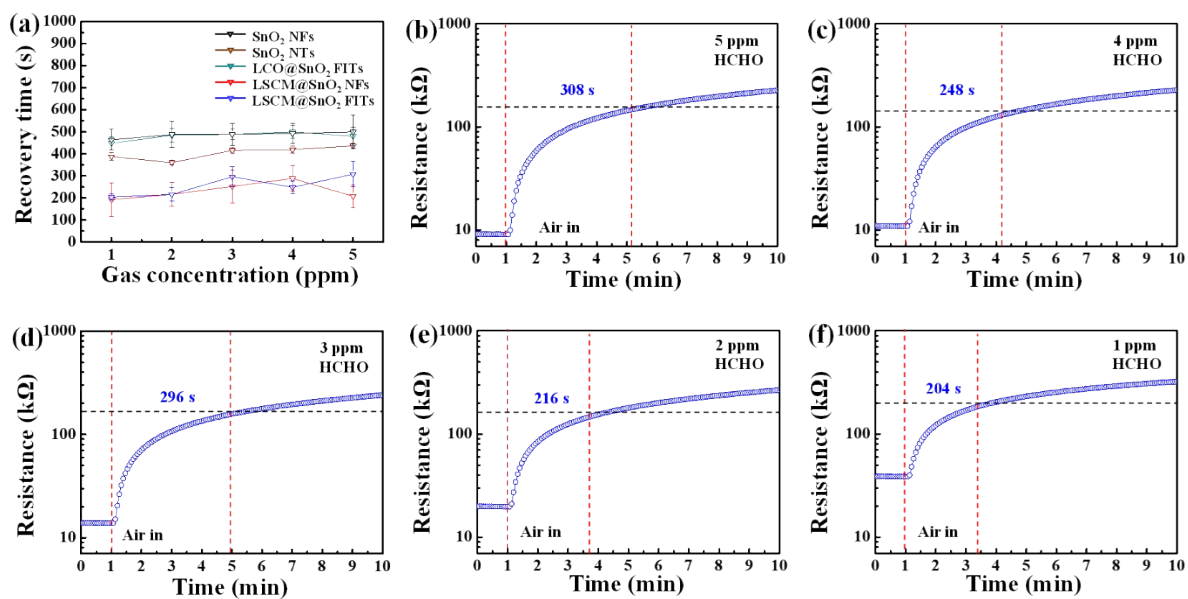 (a)
1000
900
800
700
600
500
400
300
200
100
0
Recovery time (s)
SnO₂ NFs
SnO₂ NTs
LCO@SnO₂ FITs
LSCM@SnO₂ NFs
LSCM@SnO₂ FITs
1 2 3 4 5
Gas concentration (ppm)
(b)
1000
100
10
Resistance (kΩ)
5 ppm
HCHO
308 s
Air in
0 1 2 3 4 5 6 7 8 9 10
Time (min)
(c)
1000
100
10
Resistance (kΩ)
4 ppm
HCHO
248 s
Air in
0 1 2 3 4 5 6 7 8 9 10
Time (min)
(d)
1000
100
10
Resistance (kΩ)
3 ppm
HCHO
296 s
Air in
0 1 2 3 4 5 6 7 8 9 10
Time (min)
(e)
1000
100
10
Resistance (kΩ)
2 ppm
HCHO
216 s
Air in
0 1 2 3 4 5 6 7 8 9 10
Time (min)
(f)
1000
100
10
Resistance (kΩ)
1 ppm
HCHO
204 s
Air in
0 1 2 3 4 5 6 7 8 9 10
Time (min)